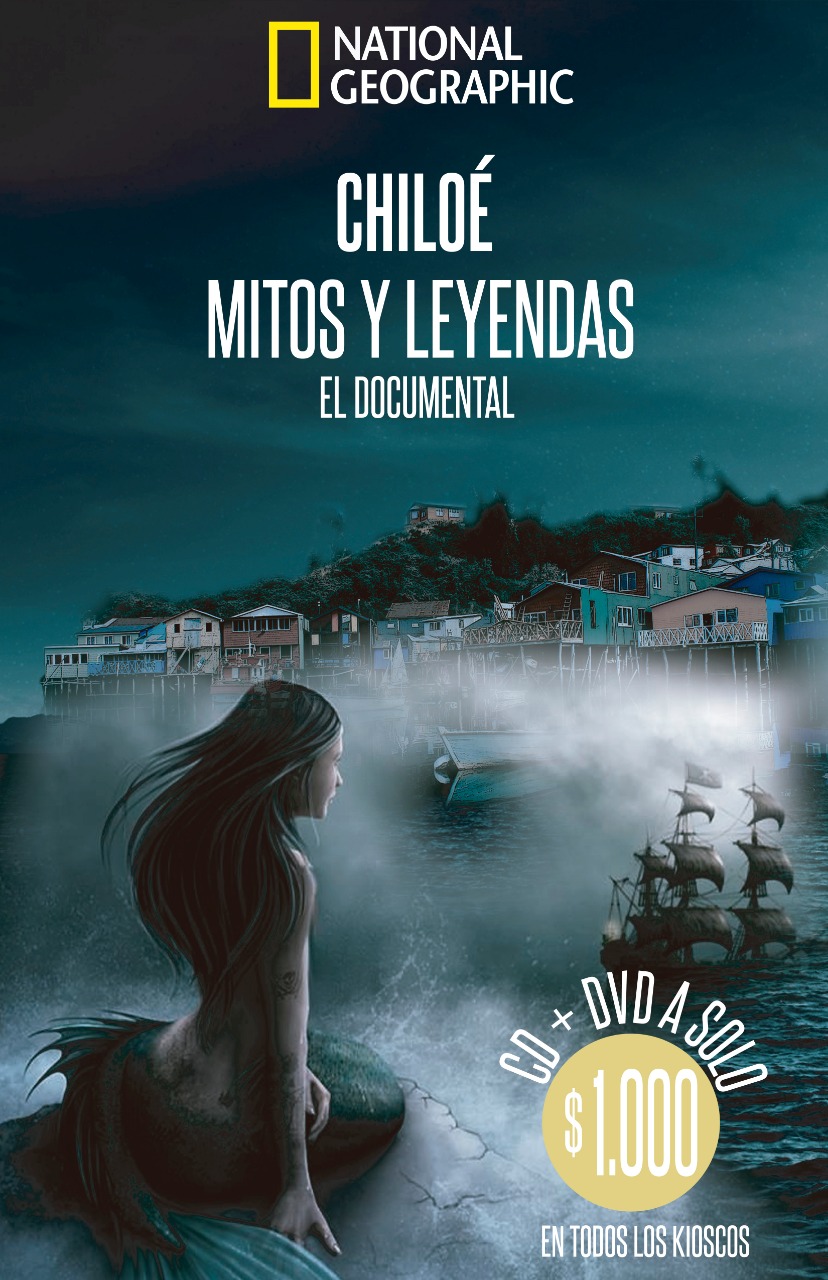 NATIONAL
GEOGRAPHIC
CHILOÉ
MITOS Y LEYENDAS
EL DOCUMENTAL
CD + DVD A SOLO
$ 1.000
EN TODOS LOS KIOSCOS